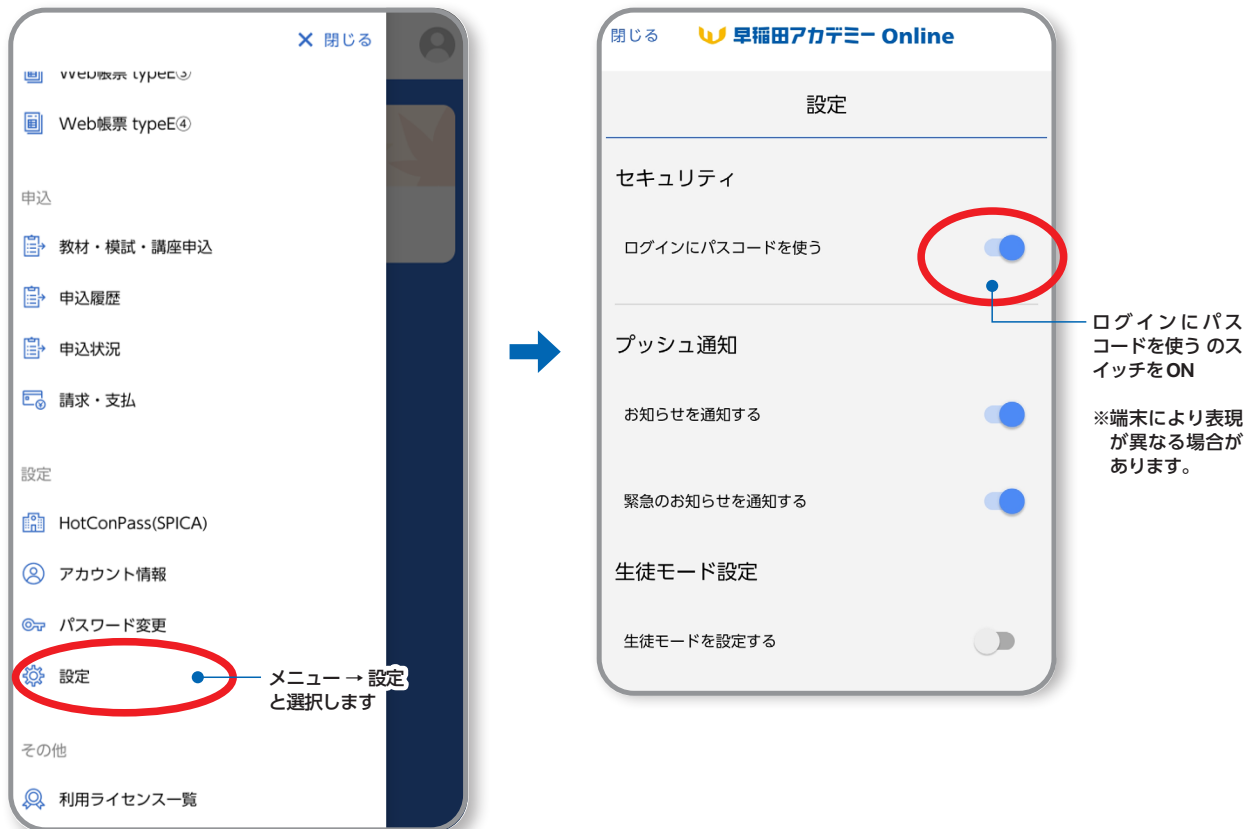 閉じる
Web帳票 typeE③
Web帳票 typeE④
申込
教材・模試・講座申込
申込履歴
申込状況
請求・支払
設定
HotConPass(SPICA)
アカウント情報
パスワード変更
設定
メニュー → 設定
と選択します
その他
利用ライセンス一覧
閉じる
早稲田アカデミー Online
設定
セキュリティ
ログインにパスコードを使う
プッシュ通知
お知らせを通知する
緊急のお知らせを通知する
生徒モード設定
生徒モードを設定する
ログインにパス
コードを使う のス
イッチをON
※端末により表現
が異なる場合が
あります。